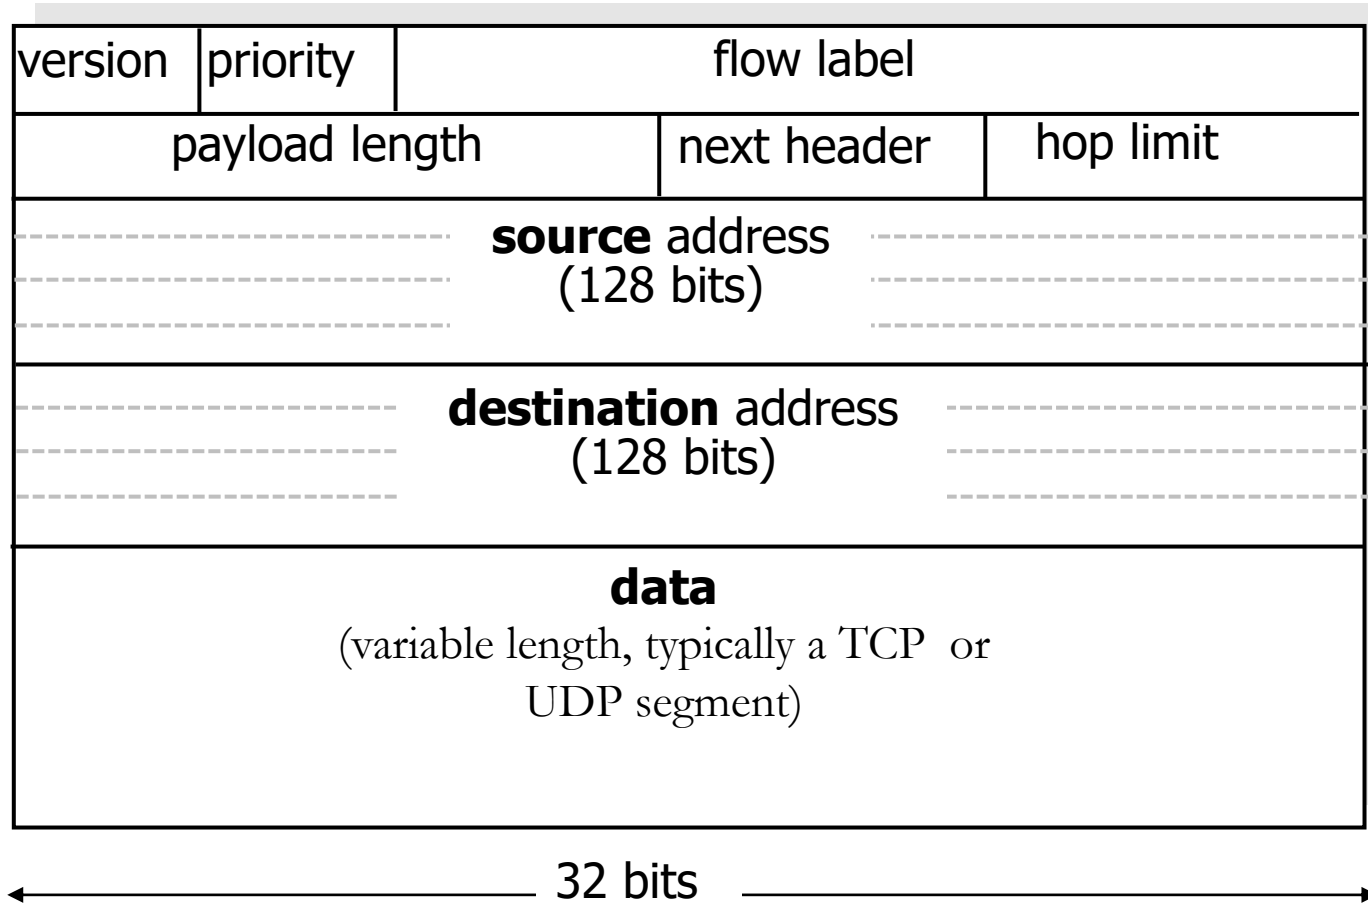 version priority flow label
payload length next header hop limit
source address
(128 bits)
destination address
(128 bits)
data
(variable length, typically a TCP or
UDP segment)
32 bits